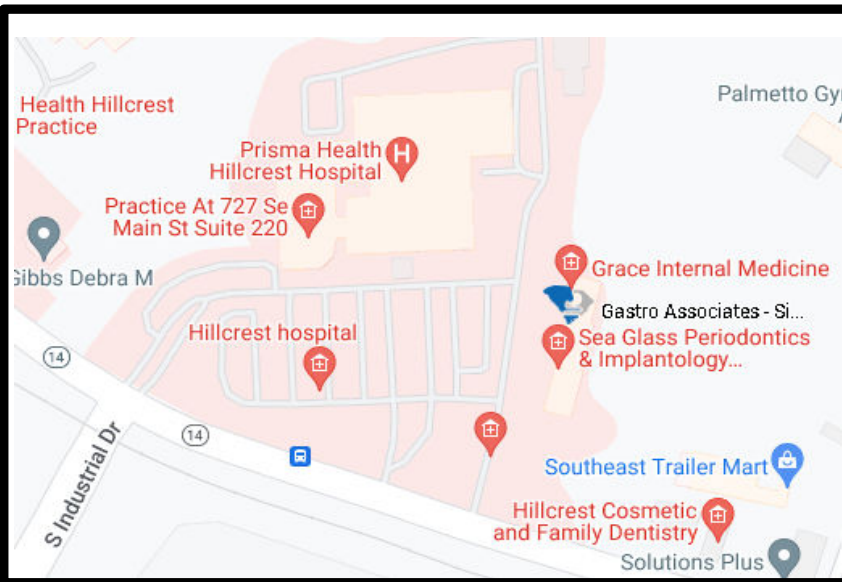 Health Hillcrest
Practice
Palmetto Gy
Prisma Health
Hillcrest Hospital
H
Practice At 727 Se
Main St Suite 220
Gibbs Debra M
Grace Internal Medicine
Gastro Associates - Si...
Hillcrest hospital
Sea Glass Periodontics
& Implantology...
14
14
S Industrial Dr
Southeast Trailer Mart
Hillcrest Cosmetic
and Family Dentistry
Solutions Plus